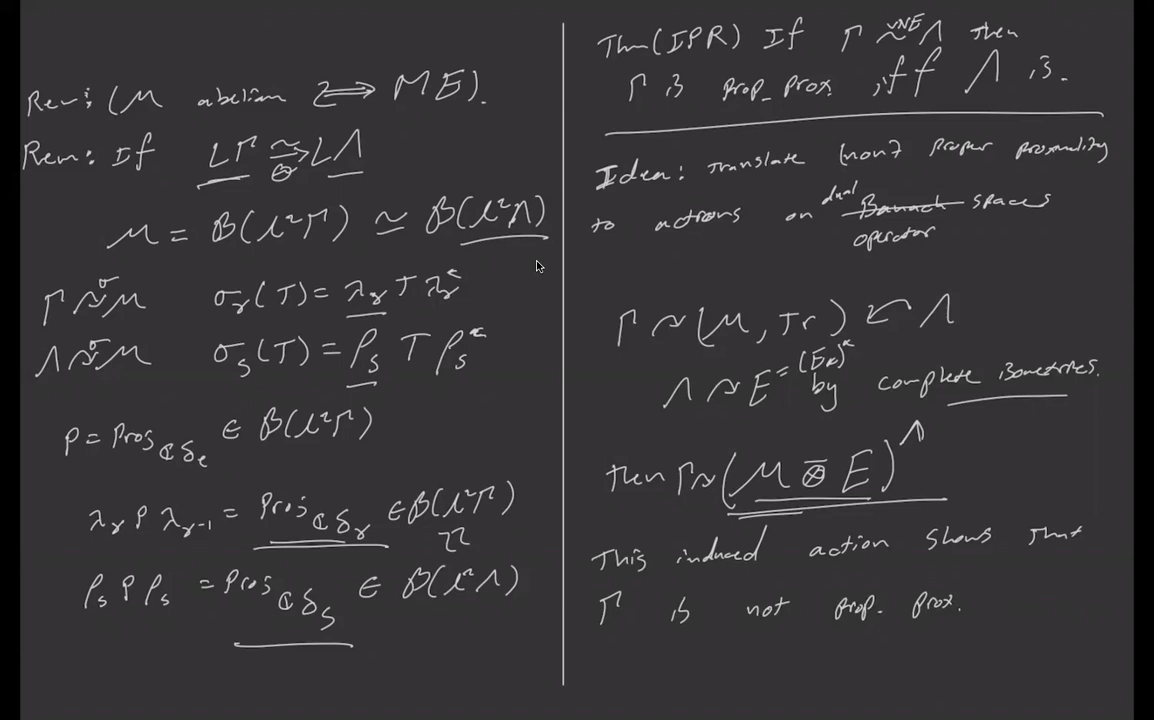 Rem: (M abelian ⟺ ME).
Rem: If LΓ ≅_θ LΛ
M = B(ℓ²Γ) ≃ B(ℓ²Λ)
Γ ↷^σ M   σ_γ(T) = λ_γ T λ_γ*
Λ ↷^σ M   σ_s(T) = ρ_s T ρ_s*
P = Proj_{ℂδ_e} ∈ B(ℓ²Γ)
λ_γ P λ_{γ⁻¹} = Proj_{ℂδ_γ} ∈ B(ℓ²Γ)
≀≀
ρ_s P ρ_s = Proj_{ℂδ_s} ∈ B(ℓ²Λ)
Thm (IPR) If Γ ~^{vNE} Λ then
Γ is prop. prox. iff Λ is.
Idea: translate (non) proper proximality
to actions on dual Banach spaces
operator
Γ ↷ (M, Tr) ↶ Λ
Λ ↷ E = (E_*)* by complete isometries.
then Γ ↷ (M ⊗̄ E)^Λ
This induced action shows that
Γ is not prop. prox.